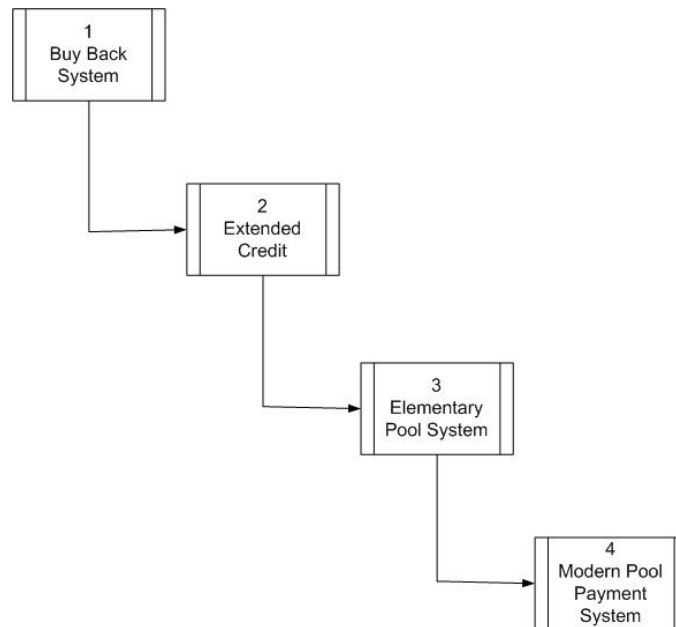 1
Buy Back
System
2
Extended
Credit
3
Elementary
Pool System
4
Modern Pool
Payment
System